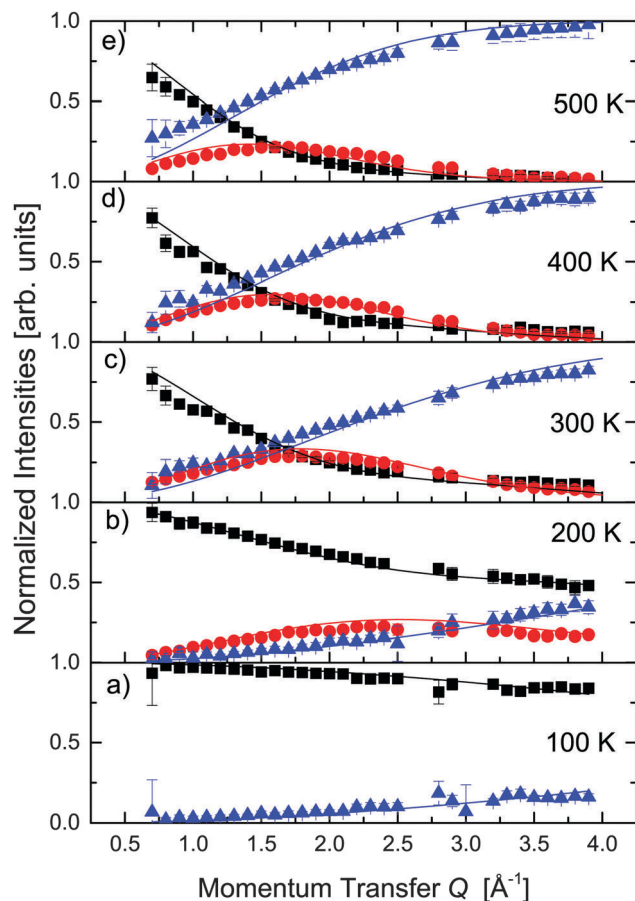 e)
500 K
1.0
0.5
d)
400 K
1.0
0.5
c)
300 K
1.0
0.5
b)
200 K
1.0
0.5
a)
100 K
1.0
0.5
0.0
0.5 1.0 1.5 2.0 2.5 3.0 3.5 4.0
Momentum Transfer Q [Å⁻¹]
Normalized Intensities [arb. units]